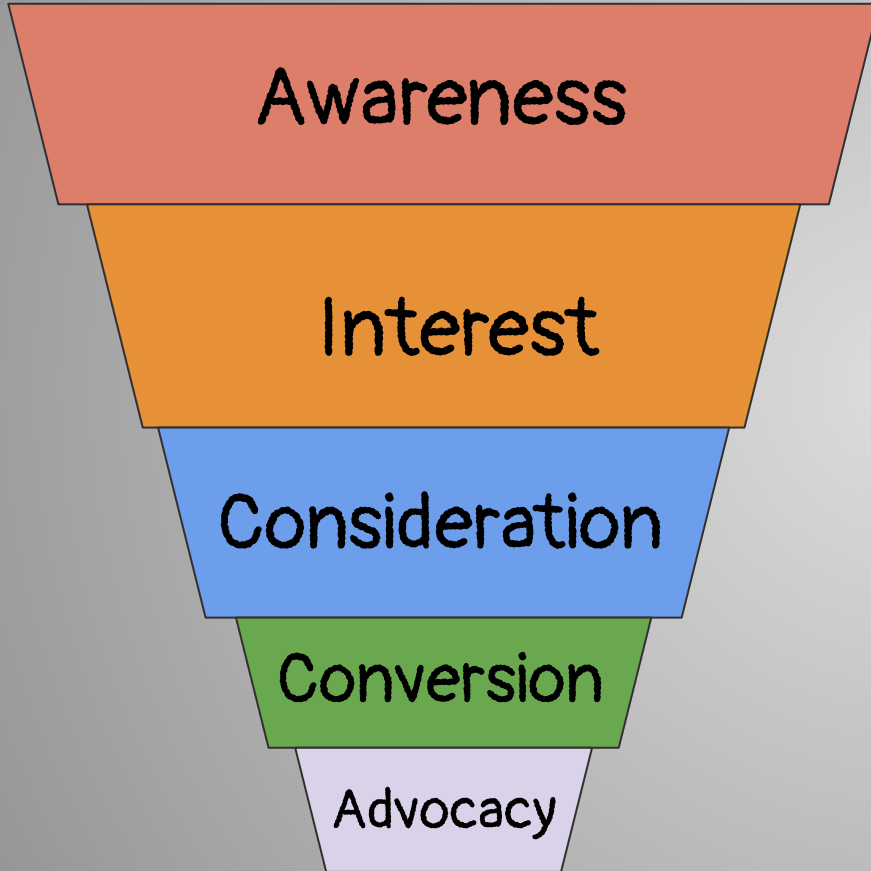 Awareness
Interest
Consideration
Conversion
Advocacy